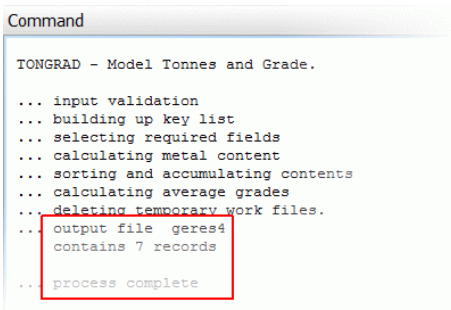 Command
TONGRAD - Model Tonnes and Grade.
... input validation
... building up key list
... selecting required fields
... calculating metal content
... sorting and accumulating contents
... calculating average grades
... deleting temporary work files.
... output file  geres4
contains 7 records
... process complete